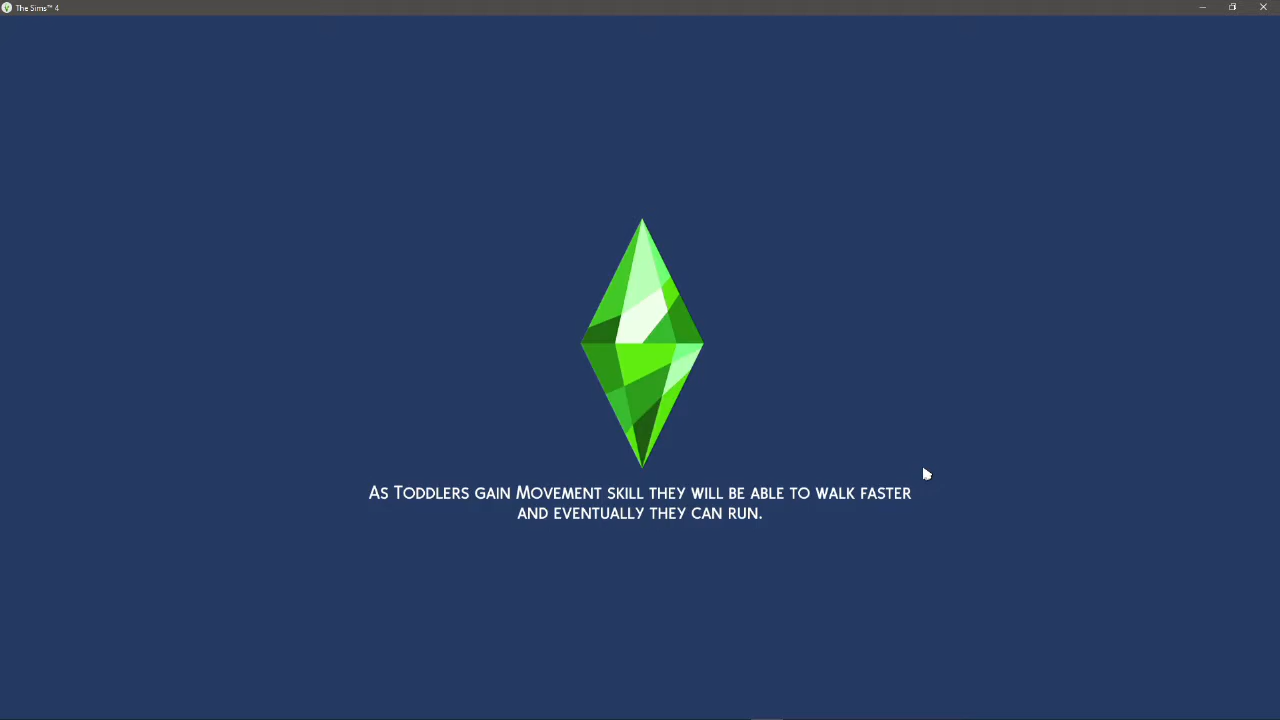 The Sims™ 4
As Toddlers gain Movement skill they will be able to walk faster
and eventually they can run.